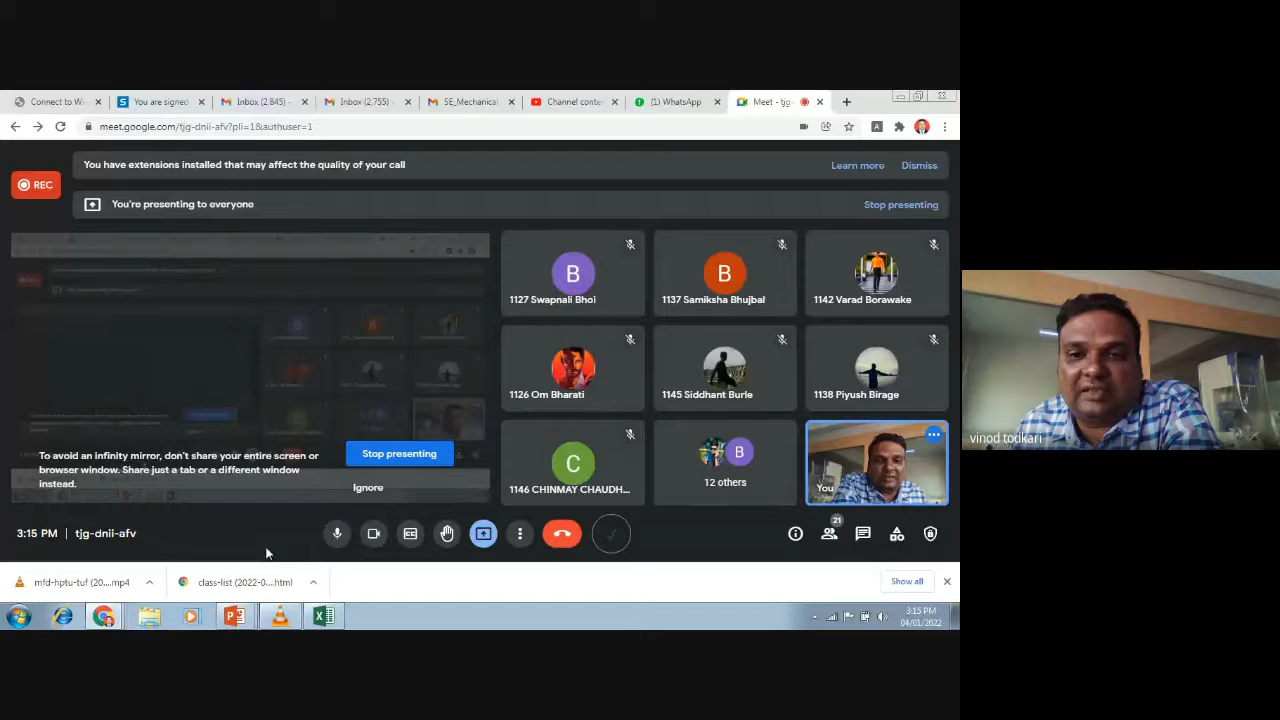 Connect to Wi-
You are signed
Inbox (2,845) -
Inbox (2,755) -
SE_Mechanical
Channel conte
(1) WhatsApp
Meet - tjg-
meet.google.com/tjg-dnii-afv?pli=1&authuser=1
A
You have extensions installed that may affect the quality of your call
Learn more
Dismiss
REC
You're presenting to everyone
Stop presenting
B
1127 Swapnali Bhoi
B
1137 Samiksha Bhujbal
1142 Varad Borawake
1126 Om Bharati
1145 Siddhant Burle
1138 Piyush Birage
C
1146 CHINMAY CHAUDH...
B
12 others
You
To avoid an infinity mirror, don't share your entire screen or
browser window. Share just a tab or a different window
instead.
Stop presenting
Ignore
vinod todkari
3:15 PM | tjg-dnii-afv
21
mfd-hptu-tuf (20....mp4
class-list (2022-0....html
Show all
3:15 PM
04/01/2022